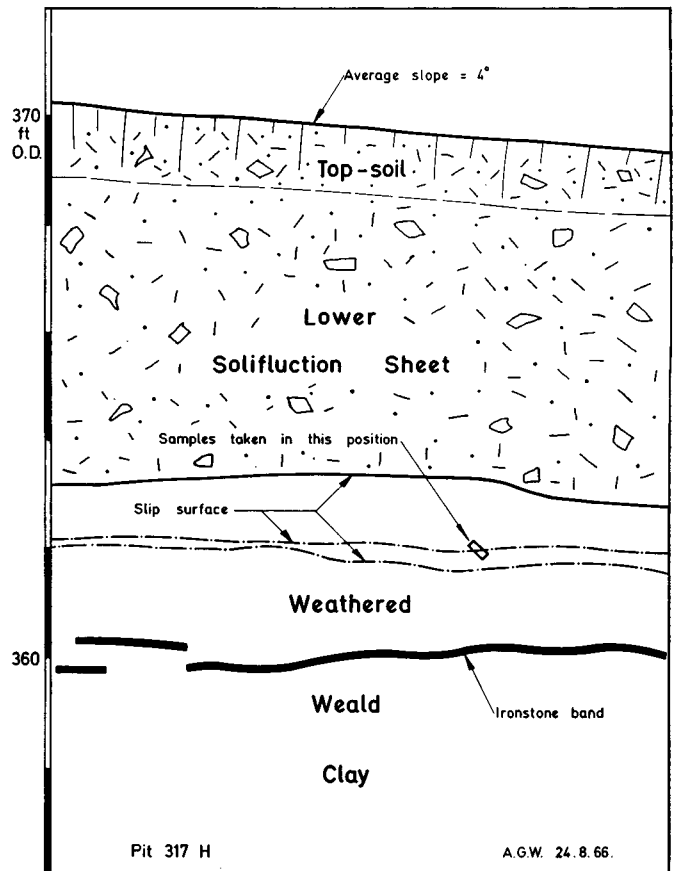 Average slope = 4°
370
ft
O.D.
Top-soil
Lower
Solifluction Sheet
Samples taken in this position
Slip surface
Weathered
360
Weald
Ironstone band
Clay
Pit 317 H
A.G.W. 24.8.66.